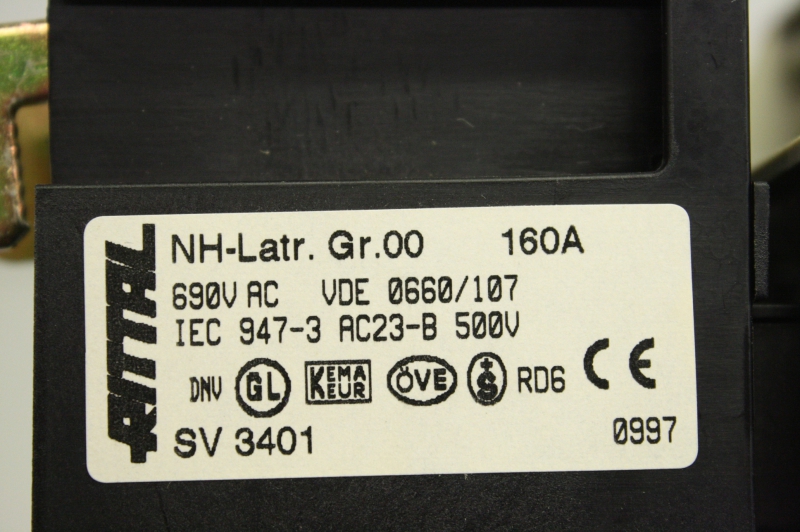 RITTAL
NH-Latr. Gr.00 160A
690V AC VDE 0660/107
IEC 947-3 AC23-B 500V
DNV GL KEMA KEUR ÖVE S RD6 CE
SV 3401 0997